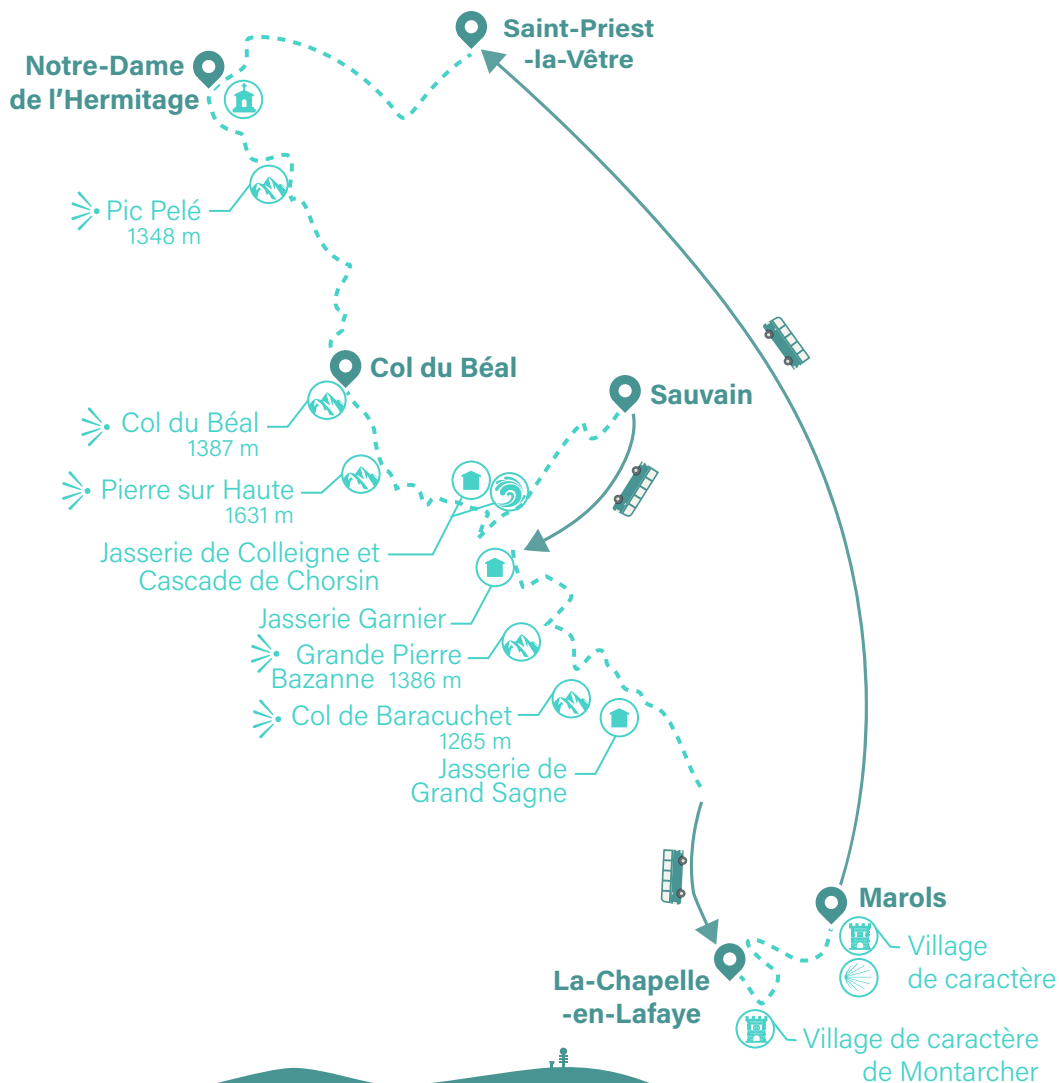 Saint-Priest
-la-Vêtre
Notre-Dame
de l'Hermitage
Pic Pelé
1348 m
Col du Béal
Sauvain
Col du Béal
1387 m
Pierre sur Haute
1631 m
Jasserie de Colleigne et
Cascade de Chorsin
Jasserie Garnier
Grande Pierre
Bazanne 1386 m
Col de Baracuchet
1265 m
Jasserie de
Grand Sagne
Marols
Village
de caractère
La-Chapelle
-en-Lafaye
Village de caractère
de Montarcher